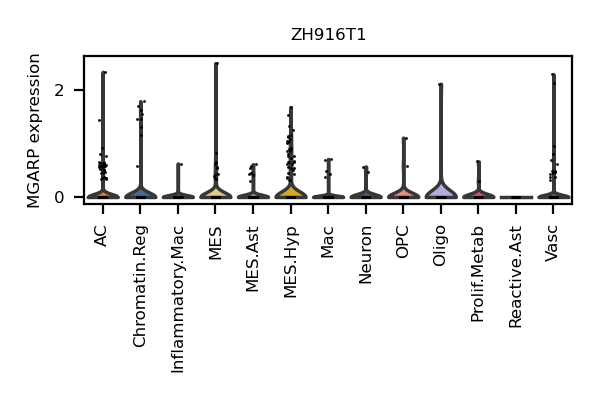 ZH916T1
MGARP expression
2
0
AC
Chromatin.Reg
Inflammatory.Mac
MES
MES.Ast
MES.Hyp
Mac
Neuron
OPC
Oligo
Prolif.Metab
Reactive.Ast
Vasc